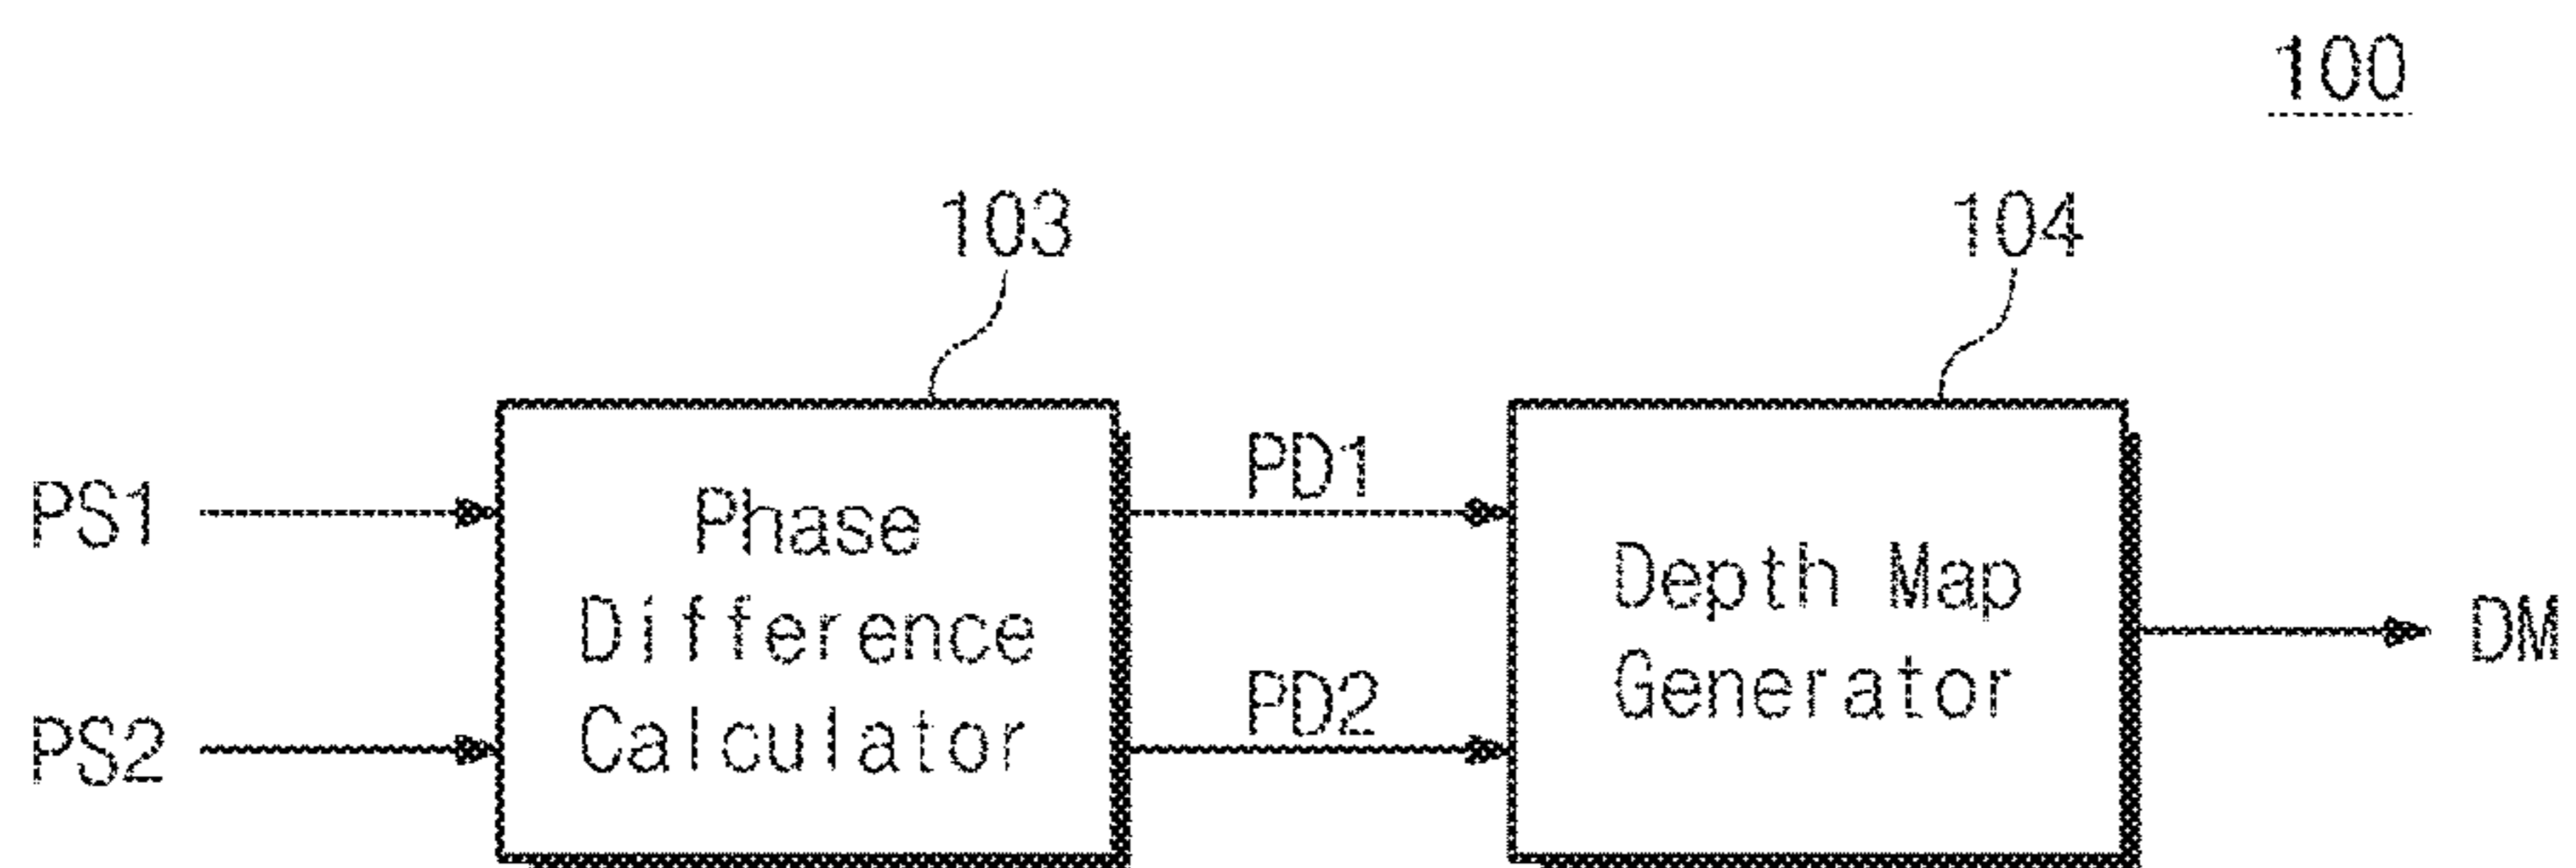 100
103
104
PS1
PS2
Phase
Difference
Calculator
PD1
PD2
Depth Map
Generator
DM